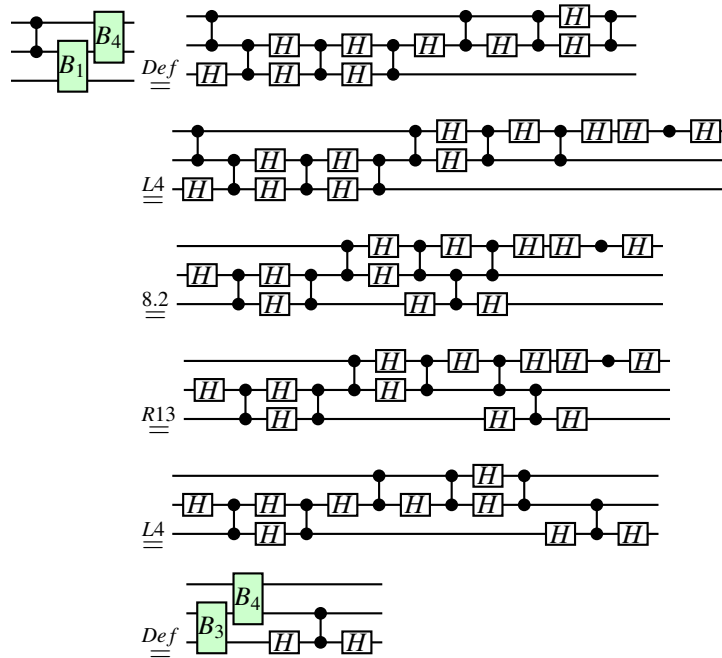 B₄ H
B₁ H H H H H
Def = H H H
H H H H H
H H H
L4 = H H H
H H H H H
H H H
8.2 = H H H
H H H H H
H H H
R13 = H H H
H
H H H H H
L4 = H H H
B₄
B₃
Def = H H